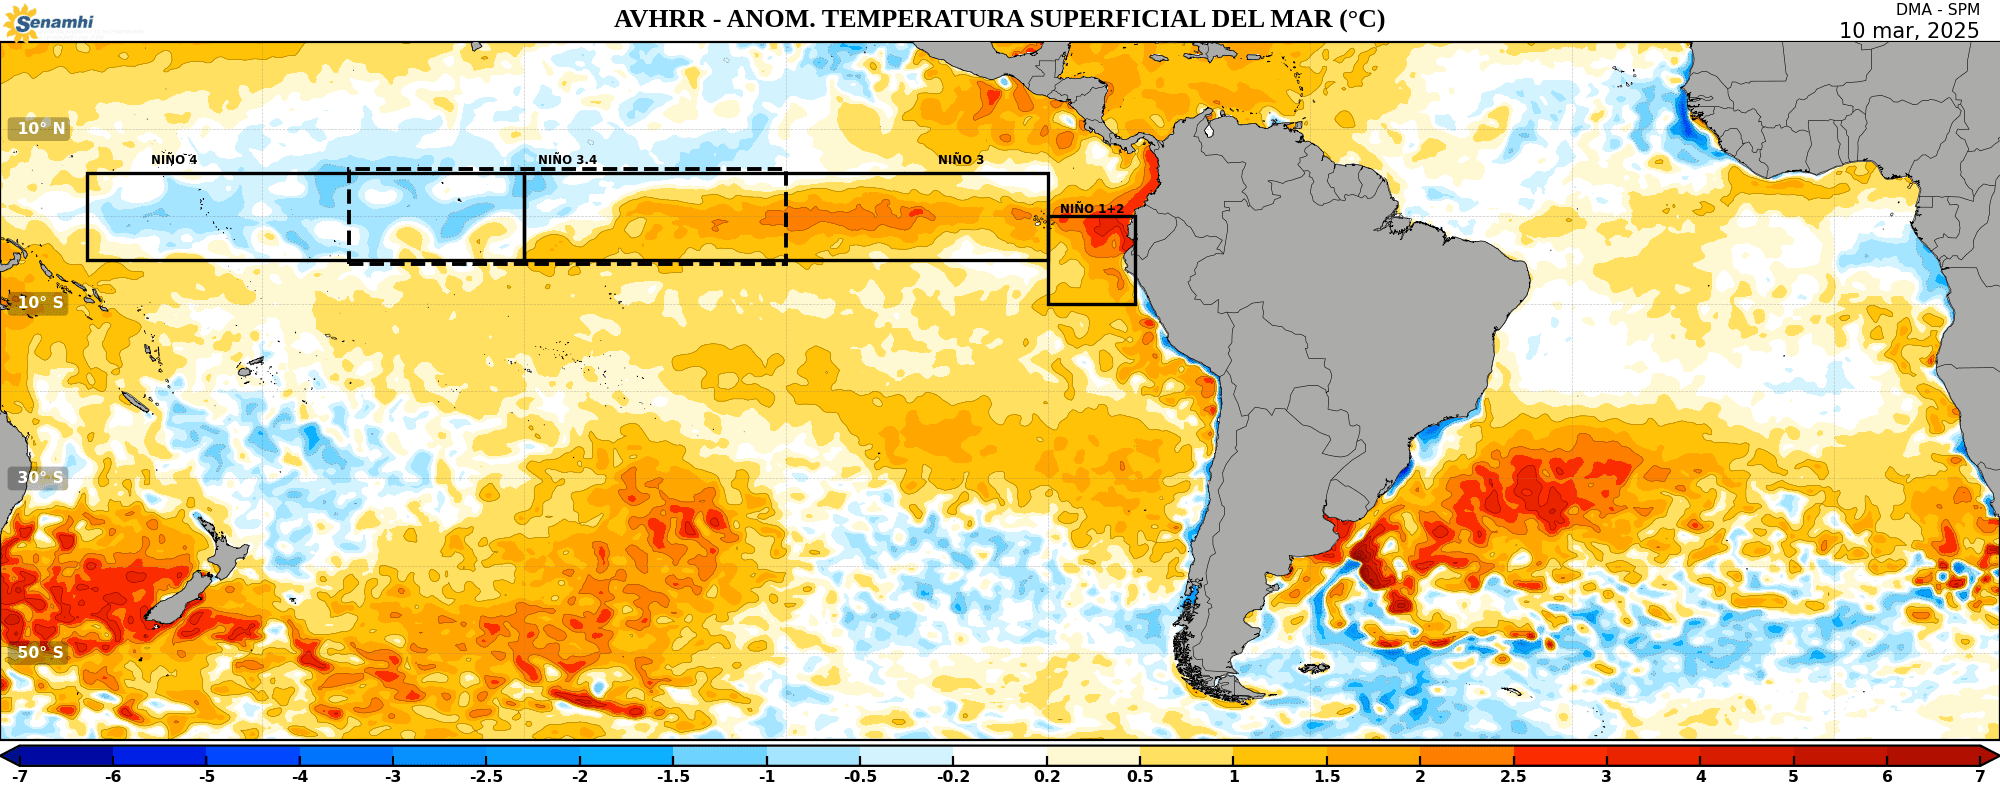 Senamhi
AVHRR - ANOM. TEMPERATURA SUPERFICIAL DEL MAR (°C)
DMA - SPM
10 mar, 2025
10° N
NIÑO 4
NIÑO 3.4
NIÑO 3
NIÑO 1+2
10° S
30° S
50° S
-7 -6 -5 -4 -3 -2.5 -2 -1.5 -1 -0.5 -0.2 0.2 0.5 1 1.5 2 2.5 3 4 5 6 7